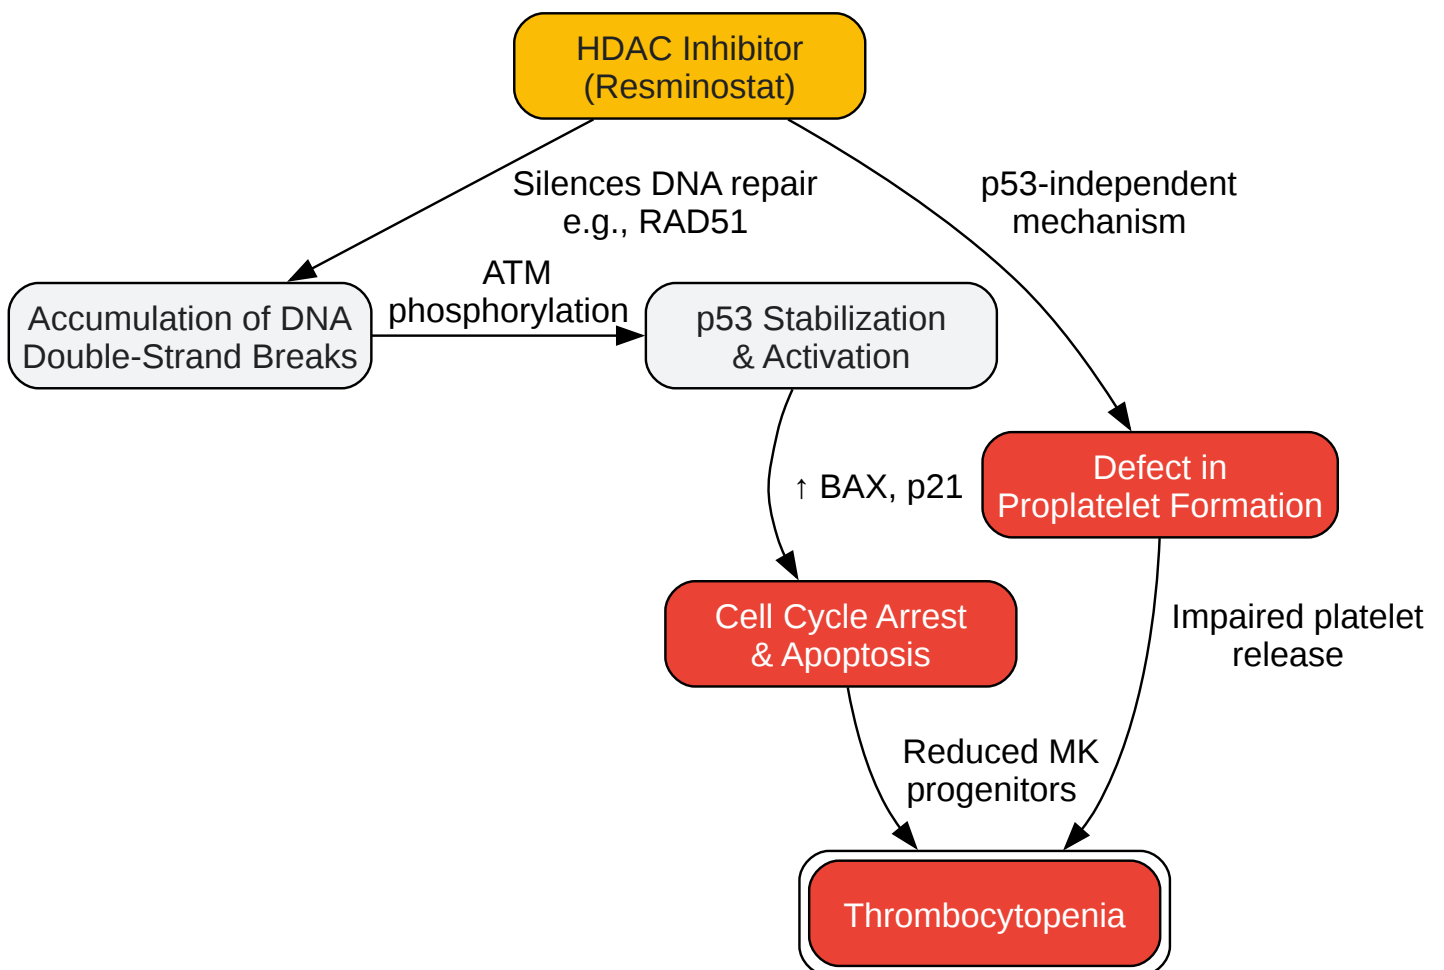 HDAC Inhibitor
(Resminostat)
Silences DNA repair
e.g., RAD51
p53-independent
mechanism
ATM
phosphorylation
Accumulation of DNA
Double-Strand Breaks
p53 Stabilization
& Activation
↑ BAX, p21
Defect in
Proplatelet Formation
Cell Cycle Arrest
& Apoptosis
Impaired platelet
release
Reduced MK
progenitors
Thrombocytopenia